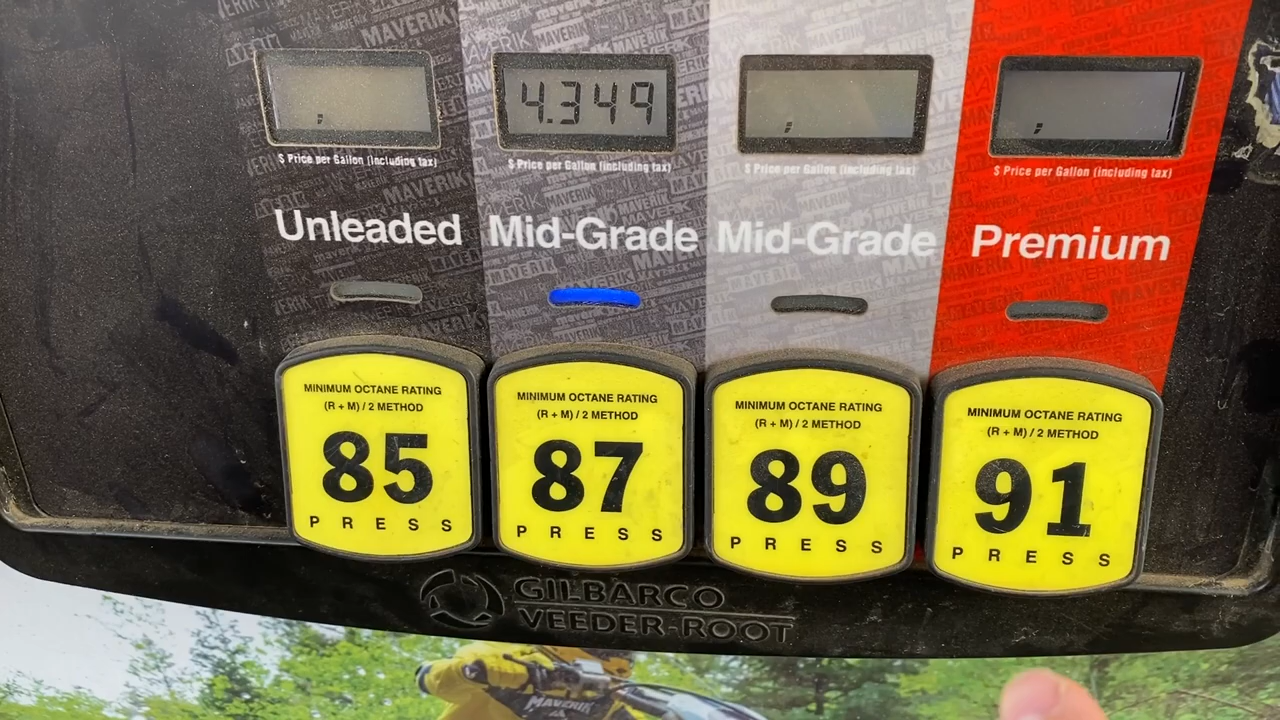 MAVERIK
4.349
$ Price per Gallon (including tax)
$ Price per Gallon (including tax)
$ Price per Gallon (including tax)
$ Price per Gallon (including tax)
Unleaded
Mid-Grade
Mid-Grade
Premium
MINIMUM OCTANE RATING
(R + M) / 2 METHOD
85
PRESS
MINIMUM OCTANE RATING
(R + M) / 2 METHOD
87
PRESS
MINIMUM OCTANE RATING
(R + M) / 2 METHOD
89
PRESS
MINIMUM OCTANE RATING
(R + M) / 2 METHOD
91
PRESS
GILBARCO
VEEDER-ROOT
MAVERIK